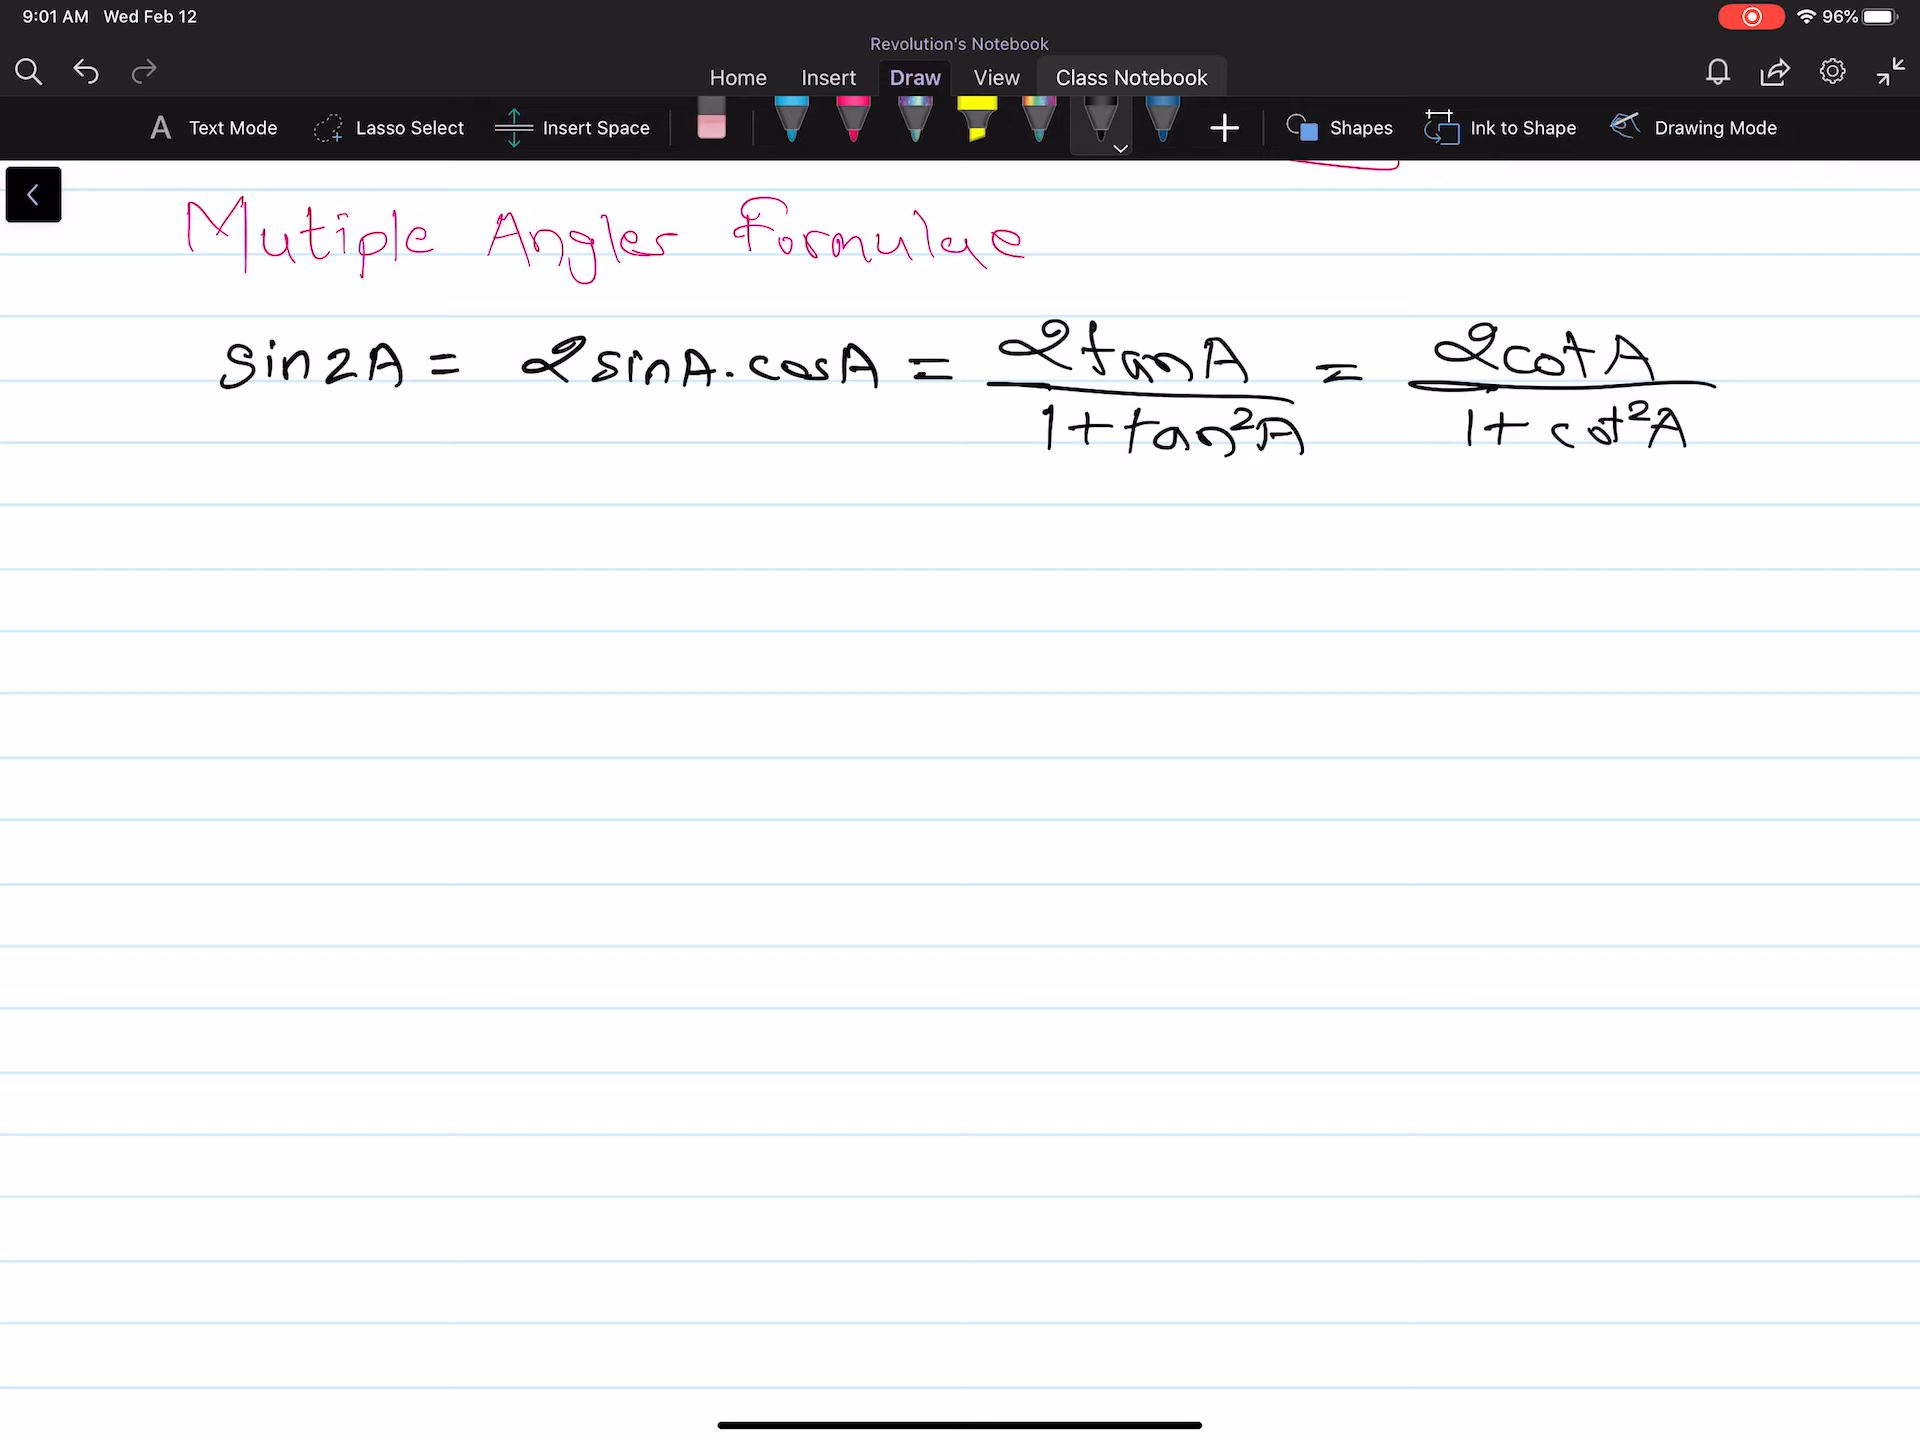 9:01 AM Wed Feb 12
96%
Revolution's Notebook
Home Insert Draw View Class Notebook
A Text Mode Lasso Select Insert Space Shapes Ink to Shape Drawing Mode
Mutiple Angles Formulae
sin2A = 2sinA.cosA = 2tanA / 1+tan²A = 2cotA / 1+cot²A